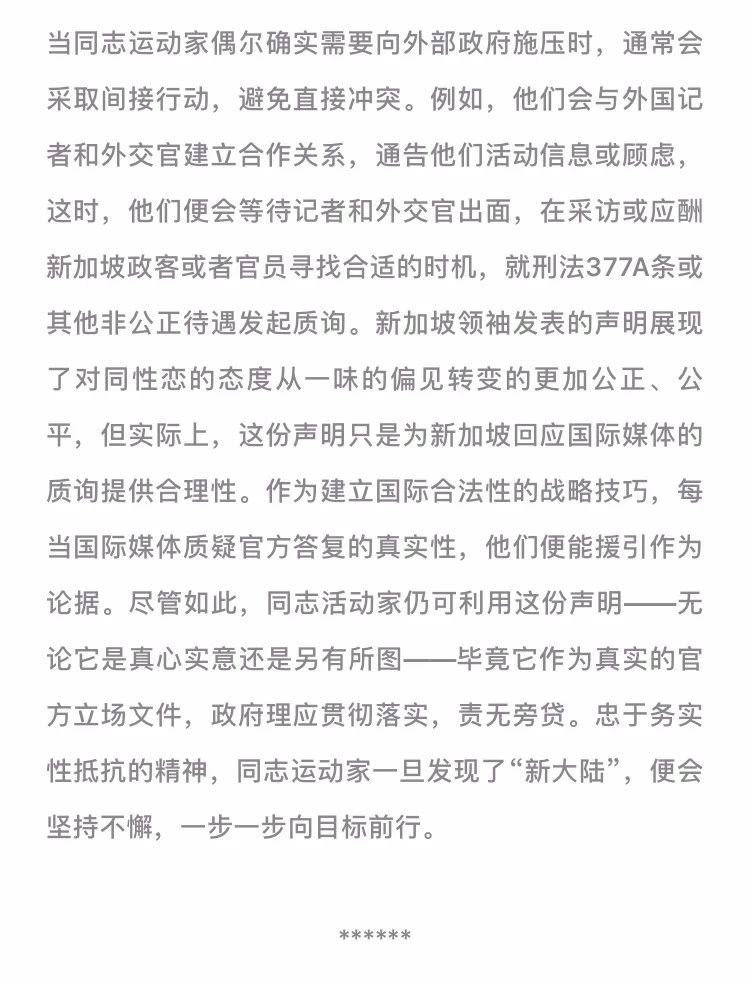 当同志运动家偶尔确实需要向外部政府施压时，通常会
采取间接行动，避免直接冲突。例如，他们会与外国记
者和外交官建立合作关系，通告他们活动信息或顾虑，
这时，他们便会等待记者和外交官出面，在采访或应酬
新加坡政客或者官员寻找合适的时机，就刑法377A条或
其他非公正待遇发起质询。新加坡领袖发表的声明展现
了对同性恋的态度从一味的偏见转变的更加公正、公
平，但实际上，这份声明只是为新加坡回应国际媒体的
质询提供合理性。作为建立国际合法性的战略技巧，每
当国际媒体质疑官方答复的真实性，他们便能援引作为
论据。尽管如此，同志活动家仍可利用这份声明——无
论它是真心实意还是另有所图——毕竟它作为真实的官
方立场文件，政府理应贯彻落实，责无旁贷。忠于务实
性抵抗的精神，同志运动家一旦发现了“新大陆”，便会
坚持不懈，一步一步向目标前行。
******